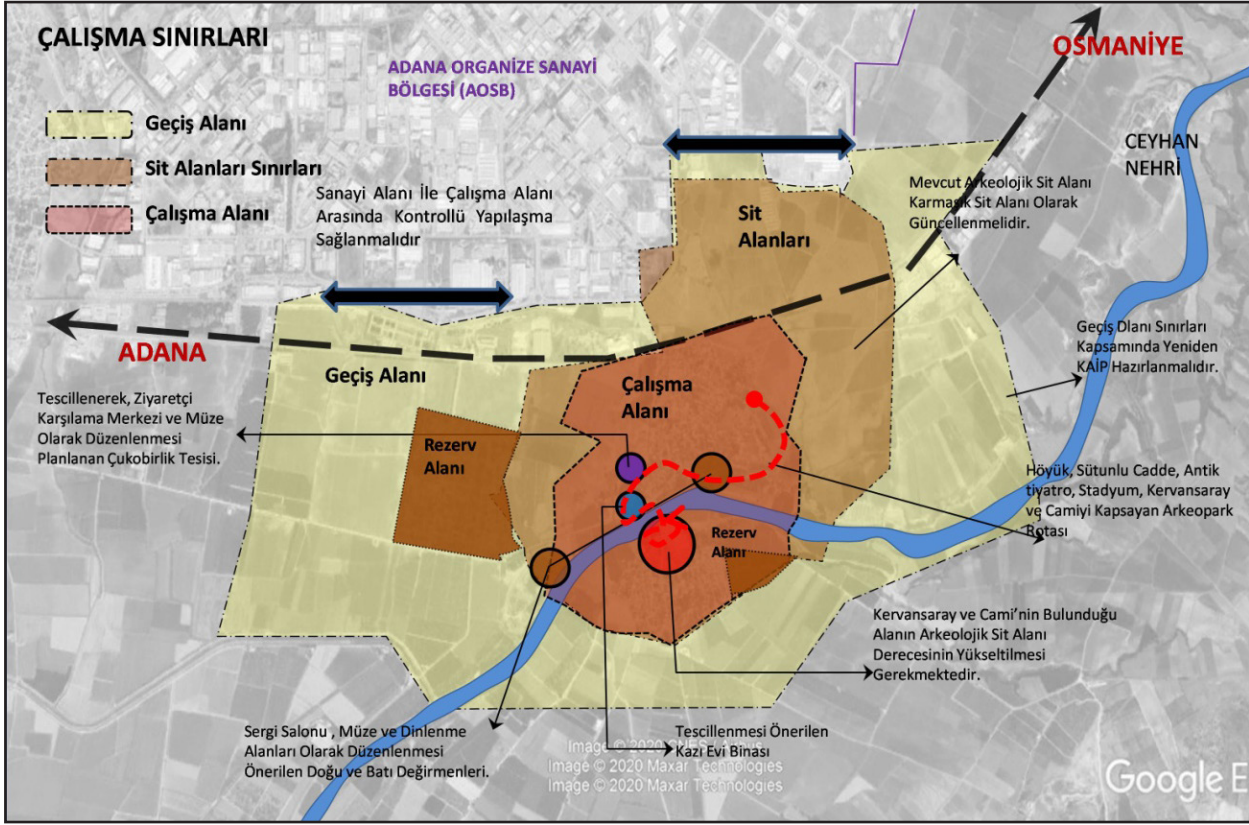 ÇALIŞMA SINIRLARI
ADANA ORGANİZE SANAYİ
BÖLGESİ (AOSB)
OSMANİYE
Geçiş Alanı
Sit Alanları Sınırları
Çalışma Alanı
Sanayi Alanı İle Çalışma Alanı
Arasında Kontrollü Yapılaşma
Sağlanmalıdır
CEYHAN
NEHRİ
Mevcut Arkeolojik Sit Alanı
Karmaşık Sit Alanı Olarak
Güncellenmelidir.
Sit
Alanları
ADANA
Geçiş Alanı
Çalışma
Alanı
Geçiş Dlanı Sınırları
Kapsamında Yeniden
KAİP Hazırlanmalıdır.
Tescillenerek, Ziyaretçi
Karşılama Merkezi ve Müze
Olarak Düzenlenmesi
Planlanan Çukobirlik Tesisi.
Rezerv
Alanı
Höyük, Sütunlu Cadde, Antik
tiyatro, Stadyum, Kervansaray
ve Camiyi Kapsayan Arkeopark
Rotası
Rezerv
Alanı
Kervansaray ve Cami'nin Bulunduğu
Alanın Arkeolojik Sit Alanı
Derecesinin Yükseltilmesi
Gerekmektedir.
Sergi Salonu , Müze ve Dinlenme
Alanları Olarak Düzenlenmesi
Önerilen Doğu ve Batı Değirmenleri.
Tescillenmesi Önerilen
Kazı Evi Binası
Image © 2020 CNES / Airbus
Image © 2020 Maxar Technologies
Image © 2020 Maxar Technologies
Google E